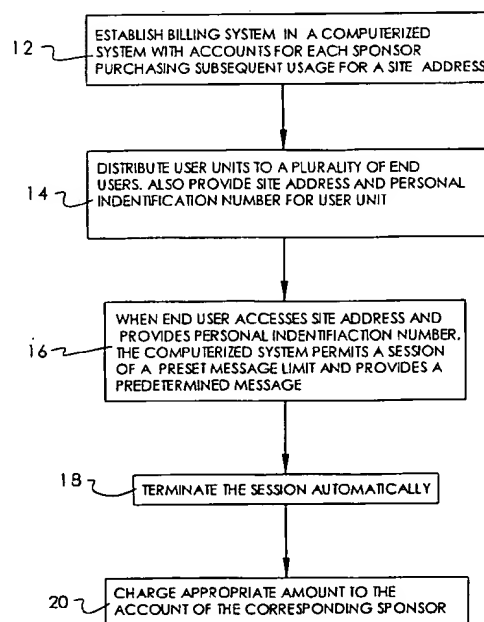 12
ESTABLISH BILLING SYSTEM IN A COMPUTERIZED
SYSTEM WITH ACCOUNTS FOR EACH SPONSOR
PURCHASING SUBSEQUENT USAGE FOR A SITE ADDRESS
14
DISTRIBUTE USER UNITS TO A PLURALITY OF END
USERS. ALSO PROVIDE SITE ADDRESS AND PERSONAL
INDENTIFICATION NUMBER FOR USER UNIT
16
WHEN END USER ACCESSES SITE ADDRESS AND
PROVIDES PERSONAL INDENTIFIACTION NUMBER.
THE COMPUTERIZED SYSTEM PERMITS A SESSION
OF A PRESET MESSAGE LIMIT AND PROVIDES A
PREDETERMINED MESSAGE
18
TERMINATE THE SESSION AUTOMATICALLY
20
CHARGE APPROPRIATE AMOUNT TO THE
ACCOUNT OF THE CORRESPONDING SPONSOR